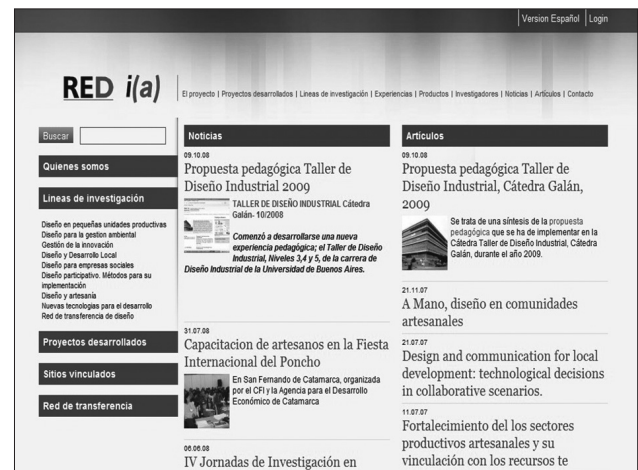 Version Español | Login
RED i(a)
El proyecto | Proyectos desarrollados | Lineas de investigación | Experiencias | Productos | Investigadores | Noticias | Artículos | Contacto
Buscar
Quienes somos
Lineas de investigación
Diseño en pequeñas unidades productivas
Diseño para la gestion ambiental
Gestión de la innovación
Diseño y Desarrollo Local
Diseño para empresas sociales
Diseño participativo. Métodos para su
implementación
Diseño y artesanía
Nuevas tecnologías para el desarrollo
Red de transferencia de diseño
Proyectos desarrollados
Sitios vinculados
Red de transferencia
Noticias
09.10.08
Propuesta pedagógica Taller de
Diseño Industrial 2009
TALLER DE DISEÑO INDUSTRIAL Cátedra
Galán- 10/2008
Comenzó a desarrollarse una nueva
experiencia pedagógica; el Taller de Diseño
Industrial, Niveles 3,4 y 5, de la carrera de
Diseño Industrial de la Universidad de Buenos Aires.
31.07.08
Capacitacion de artesanos en la Fiesta
Internacional del Poncho
En San Fernando de Catamarca, organizada
por el CFI y la Agencia para el Desarrollo
Económico de Catamarca
06.06.08
IV Jornadas de Investigación en
Artículos
09.10.08
Propuesta pedagógica Taller de
Diseño Industrial, Cátedra Galán,
2009
Se trata de una síntesis de la propuesta
pedagógica que se ha de implementar en la
Cátedra Taller de Diseño Industrial, Cátedra
Galán, durante el año 2009.
21.11.07
A Mano, diseño en comunidades
artesanales
21.07.07
Design and communication for local
development: technological decisions
in collaborative scenarios.
11.07.07
Fortalecimiento del los sectores
productivos artesanales y su
vinculación con los recursos te